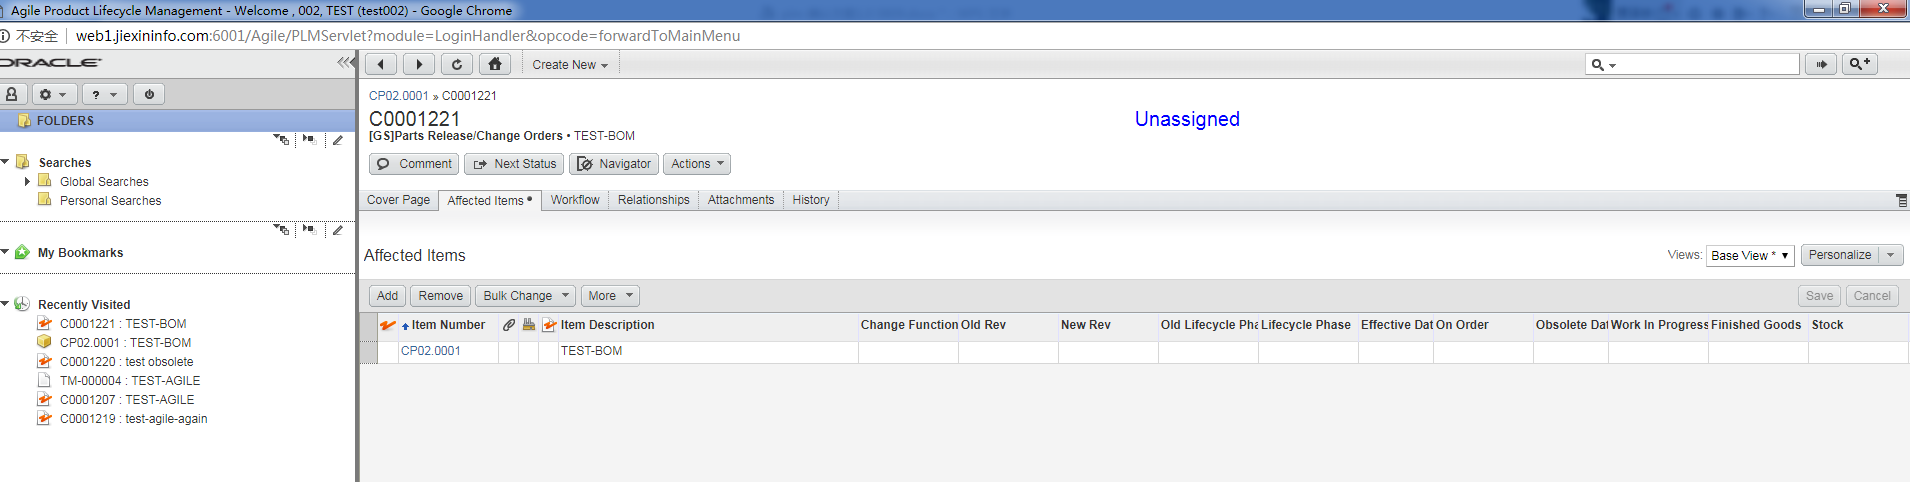 Agile Product Lifecycle Management - Welcome , 002, TEST (test002) - Google Chrome
不安全 web1.jiexininfo.com:6001/Agile/PLMServlet?module=LoginHandler&opcode=forwardToMainMenu
ORACLE
Create New
FOLDERS
Searches
Global Searches
Personal Searches
My Bookmarks
Recently Visited
C0001221 : TEST-BOM
CP02.0001 : TEST-BOM
C0001220 : test obsolete
TM-000004 : TEST-AGILE
C0001207 : TEST-AGILE
C0001219 : test-agile-again
CP02.0001 » C0001221
C0001221
Unassigned
[GS]Parts Release/Change Orders • TEST-BOM
Comment Next Status Navigator Actions
Cover Page Affected Items • Workflow Relationships Attachments History
Affected Items
Views: Base View * Personalize
Add Remove Bulk Change More Save Cancel
Item Number Item Description Change Function Old Rev New Rev Old Lifecycle Pha Lifecycle Phase Effective Dat On Order Obsolete Dat Work In Progress Finished Goods Stock
CP02.0001 TEST-BOM